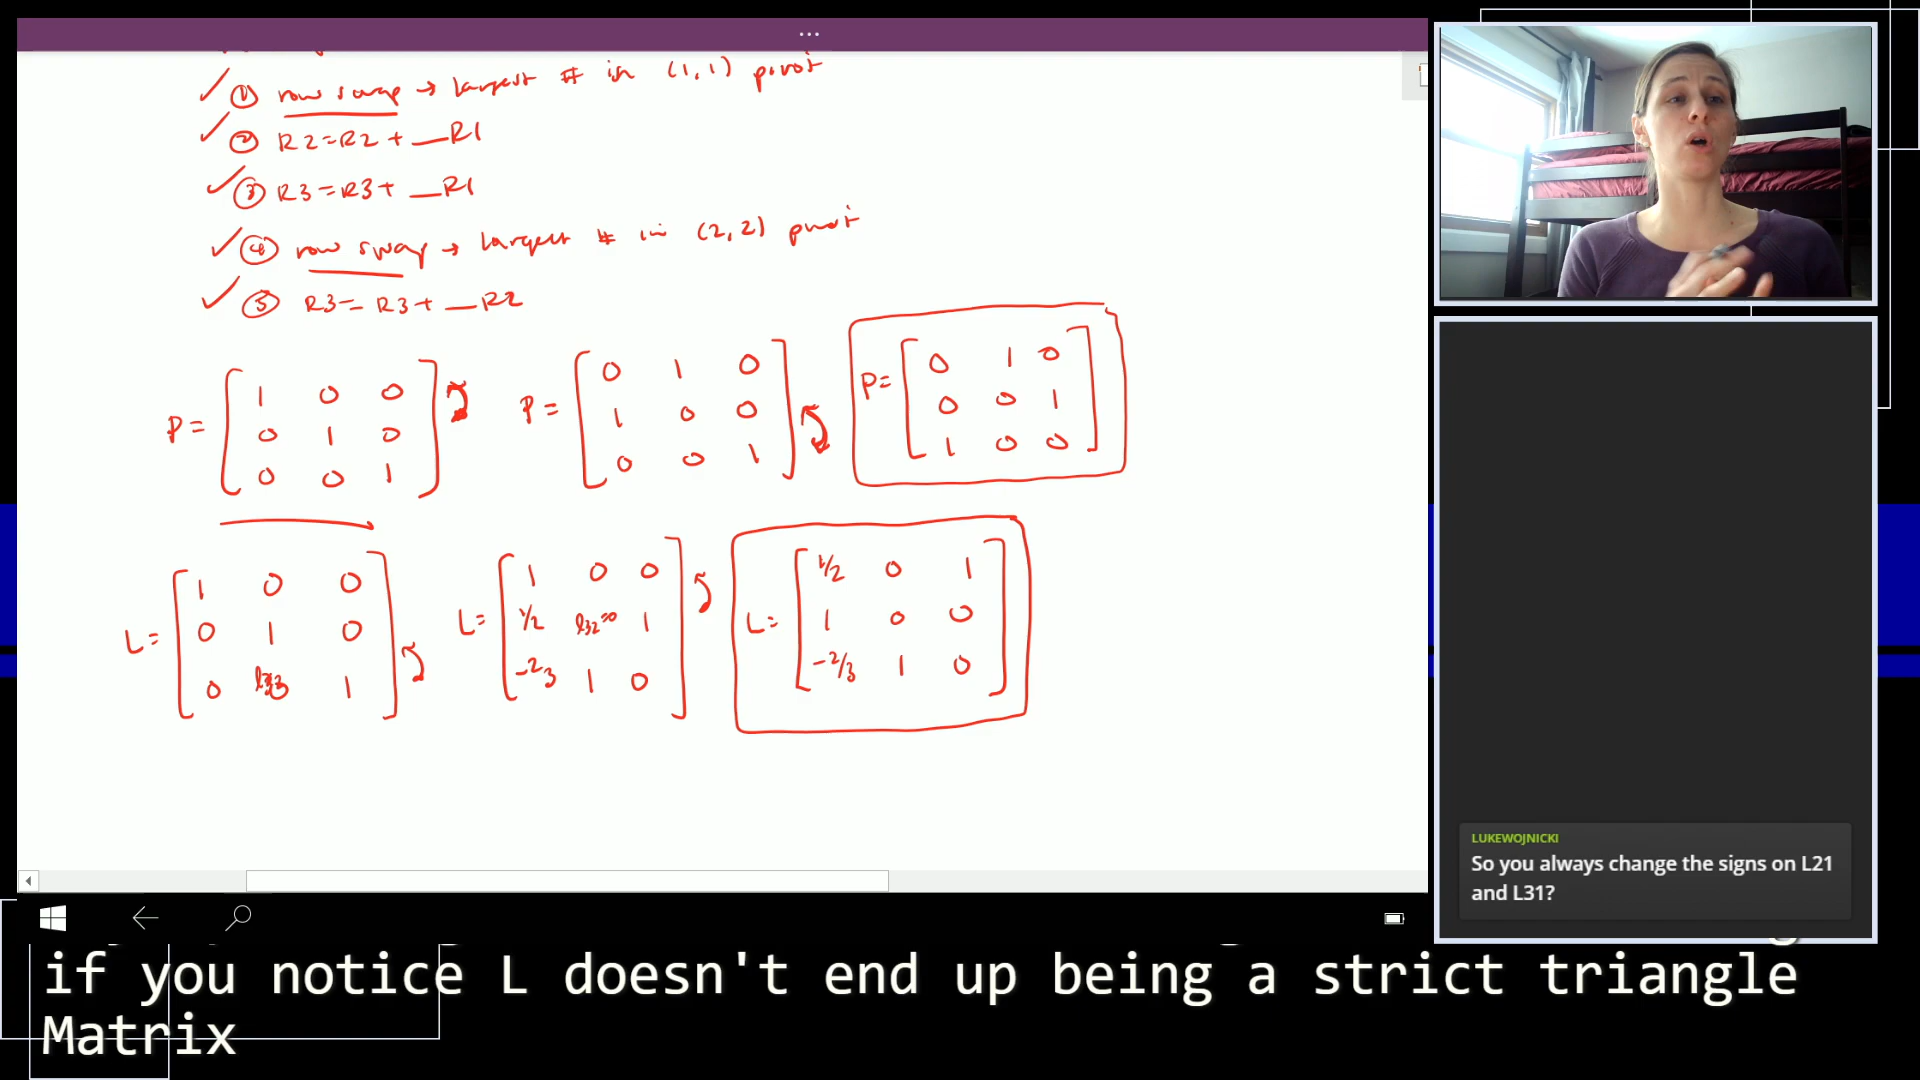 ...
① row swap → largest # in (1,1) pivot
② R2=R2 + __R1
③ R3=R3+ __R1
④ row swap → largest # in (2,2) pivot
⑤ R3= R3+ __R2
P= [1 0 0
0 1 0
0 0 1]
P= [0 1 0
1 0 0
0 0 1]
P= [0 1 0
0 0 1
1 0 0]
L= [1 0 0
0 1 0
0 0 1]
L= [1 0 0
1/2 l32=0 1
-2/3 1 0]
L= [1/2 0 1
1 0 0
-2/3 1 0]
LUKEWOJNICKI
So you always change the signs on L21
and L31?
if you notice L doesn't end up being a strict triangle
Matrix